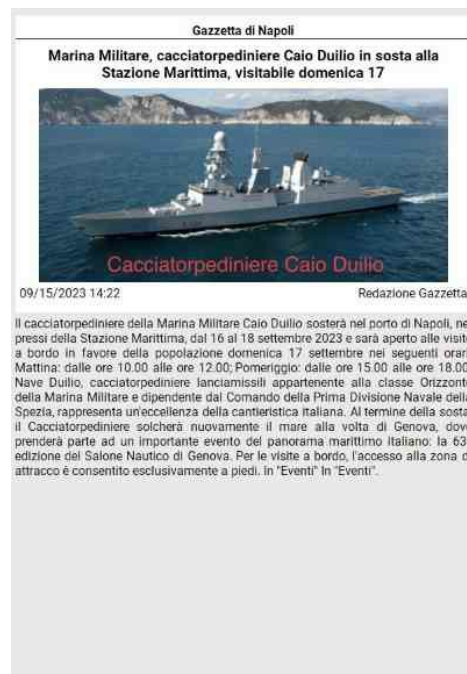 Gazzetta di Napoli
Marina Militare, cacciatorpediniere Caio Duilio in sosta alla
Stazione Marittima, visitabile domenica 17
Cacciatorpediniere Caio Duilio
09/15/2023 14:22
Redazione Gazzetta
Il cacciatorpediniere della Marina Militare Caio Duilio sosterà nel porto di Napoli, ne
pressi della Stazione Marittima, dal 16 al 18 settembre 2023 e sarà aperto alle visite
a bordo in favore della popolazione domenica 17 settembre nei seguenti orari
Mattina: dalle ore 10.00 alle ore 12.00; Pomeriggio: dalle ore 15.00 alle ore 18.00
Nave Duilio, cacciatorpediniere lanciamissili appartenente alla classe Orizzonte
della Marina Militare e dipendente dal Comando della Prima Divisione Navale della
Spezia, rappresenta un'eccellenza della cantieristica italiana. Al termine della sosta
il Cacciatorpediniere solcherà nuovamente il mare alla volta di Genova, dove
prenderà parte ad un importante evento del panorama marittimo italiano: la 63
edizione del Salone Nautico di Genova. Per le visite a bordo, l'accesso alla zona d
attracco è consentito esclusivamente a piedi. In "Eventi" In "Eventi".